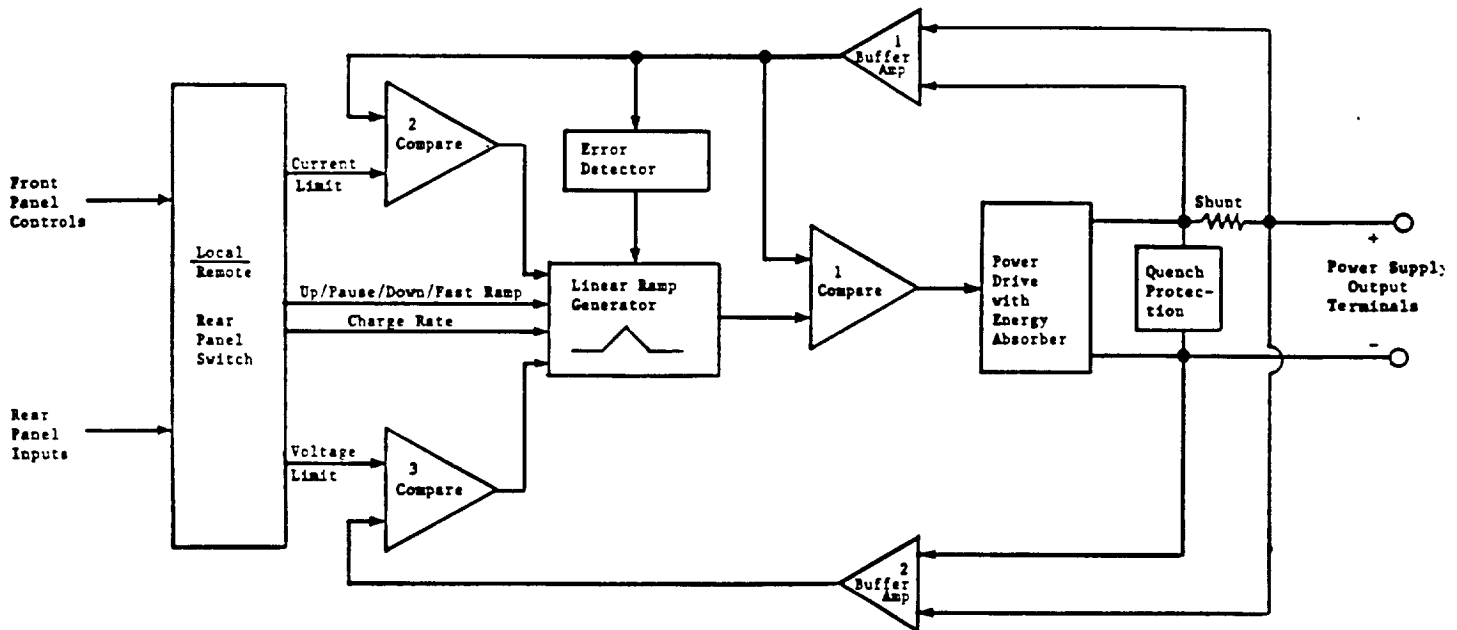 1
Buffer
Amp
2
Compare
Error
Detector
Current
Limit
Front
Panel
Controls
Shunt
+
Local
Remote
Power
Drive
with
Energy
Absorber
Quench
Protec-
tion
Power Supply
Output
Terminals
1
Compare
Up/Pause/Down/Fast Ramp
Linear Ramp
Generator
Charge Rate
Rear
Panel
Switch
-
Rear
Panel
Inputs
Voltage
Limit
3
Compare
2
Buffer
Amp